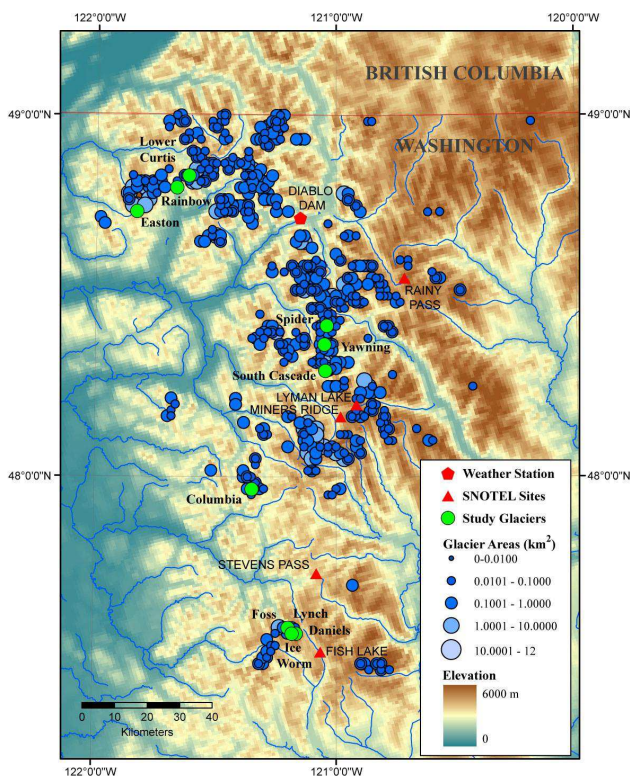 122°0'0"W
121°0'0"W
120°0'0"W
BRITISH COLUMBIA
49°0'0"N
49°0'0"N
WASHINGTON
Lower
Curtis
Rainbow
Easton
DIABLO
DAM
RAINY
PASS
Spider
Yawning
South Cascade
LYMAN LAKE
MINERS RIDGE
48°0'0"N
48°0'0"N
Columbia
STEVENS PASS
Foss
Lynch
Daniels
Ice
Worm
FISH LAKE
Weather Station
SNOTEL Sites
Study Glaciers
Glacier Areas (km2)
0-0.0100
0.0101 - 0.1000
0.1001 - 1.0000
1.0001 - 10.0000
10.0001 - 12
Elevation
6000 m
0
0 10 20 30 40
Kilometers
122°0'0"W
121°0'0"W